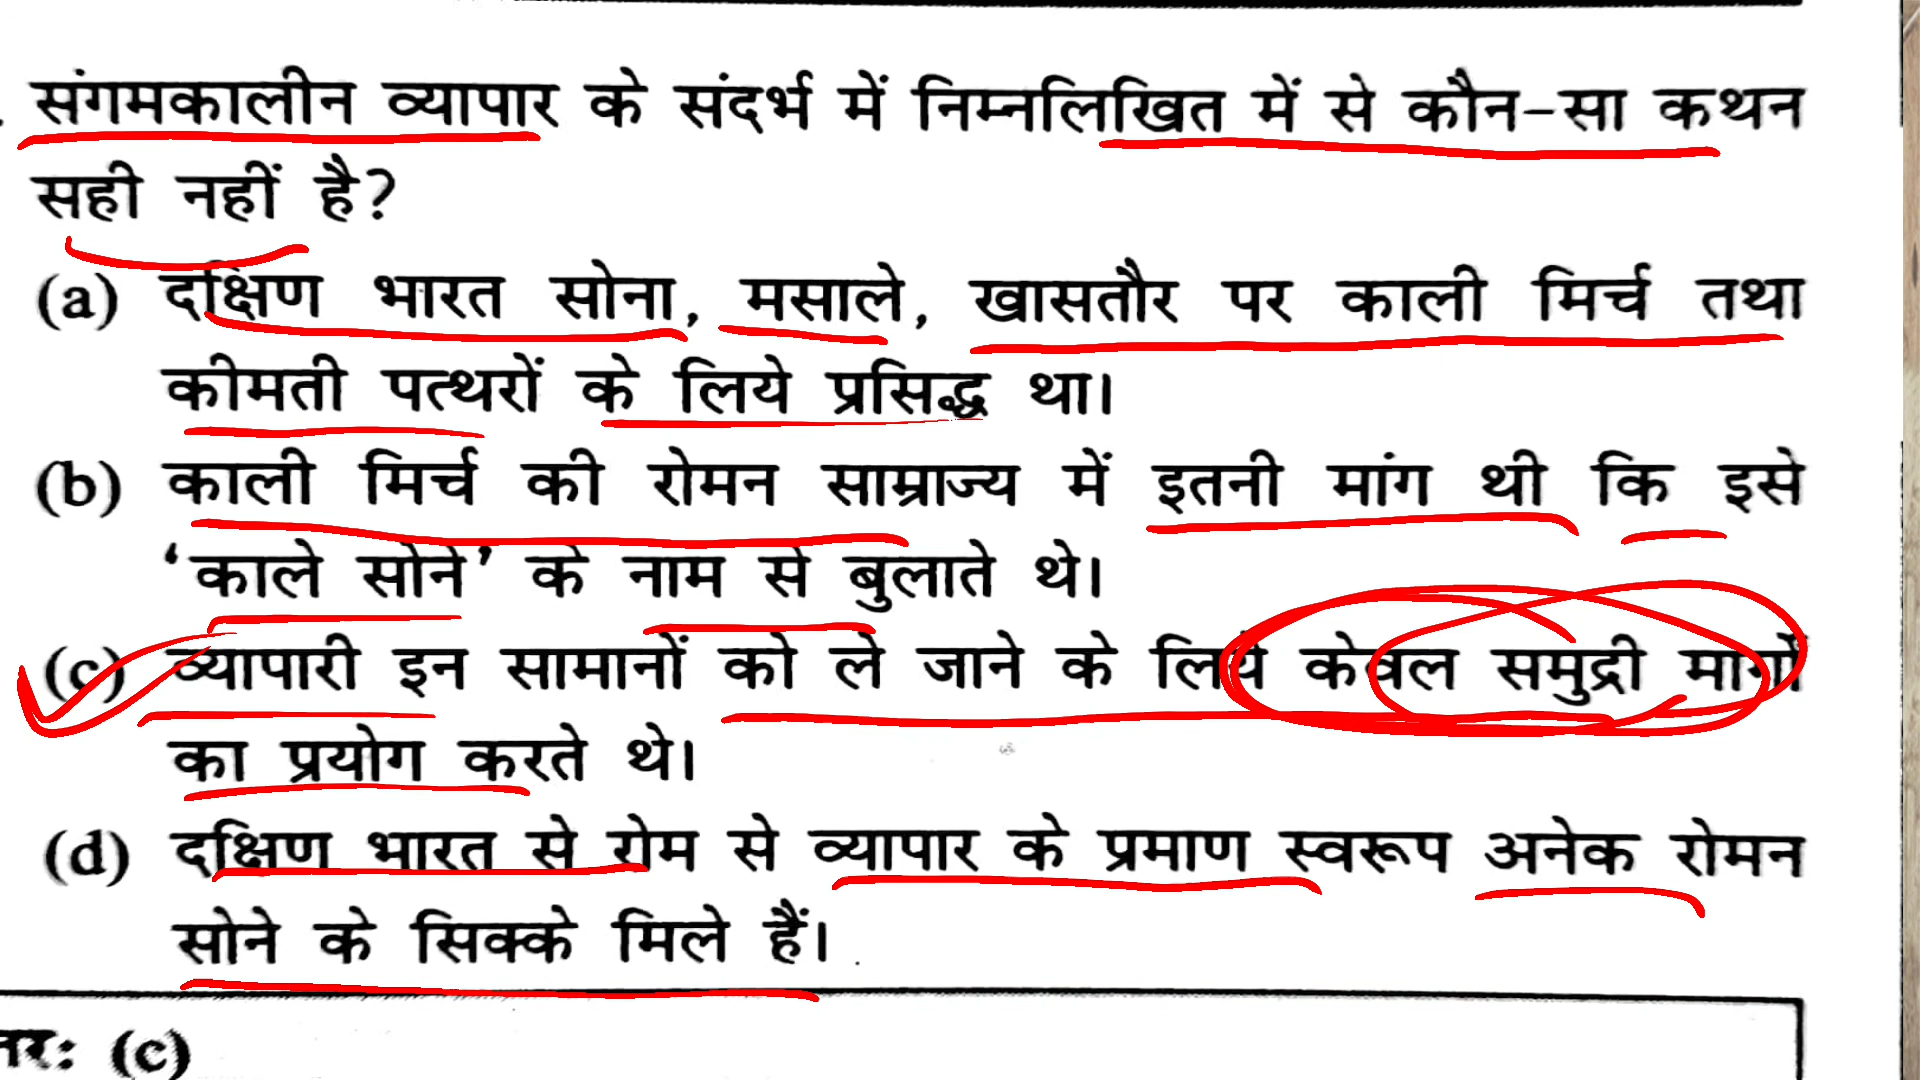 संगमकालीन व्यापार के संदर्भ में निम्नलिखित में से कौन-सा कथन
सही नहीं है?
(a) दक्षिण भारत सोना, मसाले, खासतौर पर काली मिर्च तथा
कीमती पत्थरों के लिये प्रसिद्ध था।
(b) काली मिर्च की रोमन साम्राज्य में इतनी मांग थी कि इसे
‘काले सोने’ के नाम से बुलाते थे।
(c) व्यापारी इन सामानों को ले जाने के लिये केवल समुद्री मार्गों
का प्रयोग करते थे।
(d) दक्षिण भारत से रोम से व्यापार के प्रमाण स्वरूप अनेक रोमन
सोने के सिक्के मिले हैं।
(c)